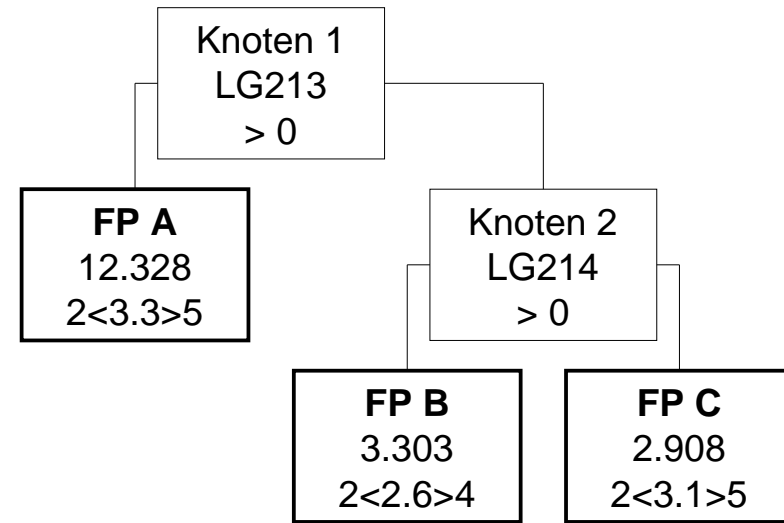 Knoten 1
LG213
> 0
FP A
12.328
2<3.3>5
Knoten 2
LG214
> 0
FP B
3.303
2<2.6>4
FP C
2.908
2<3.1>5